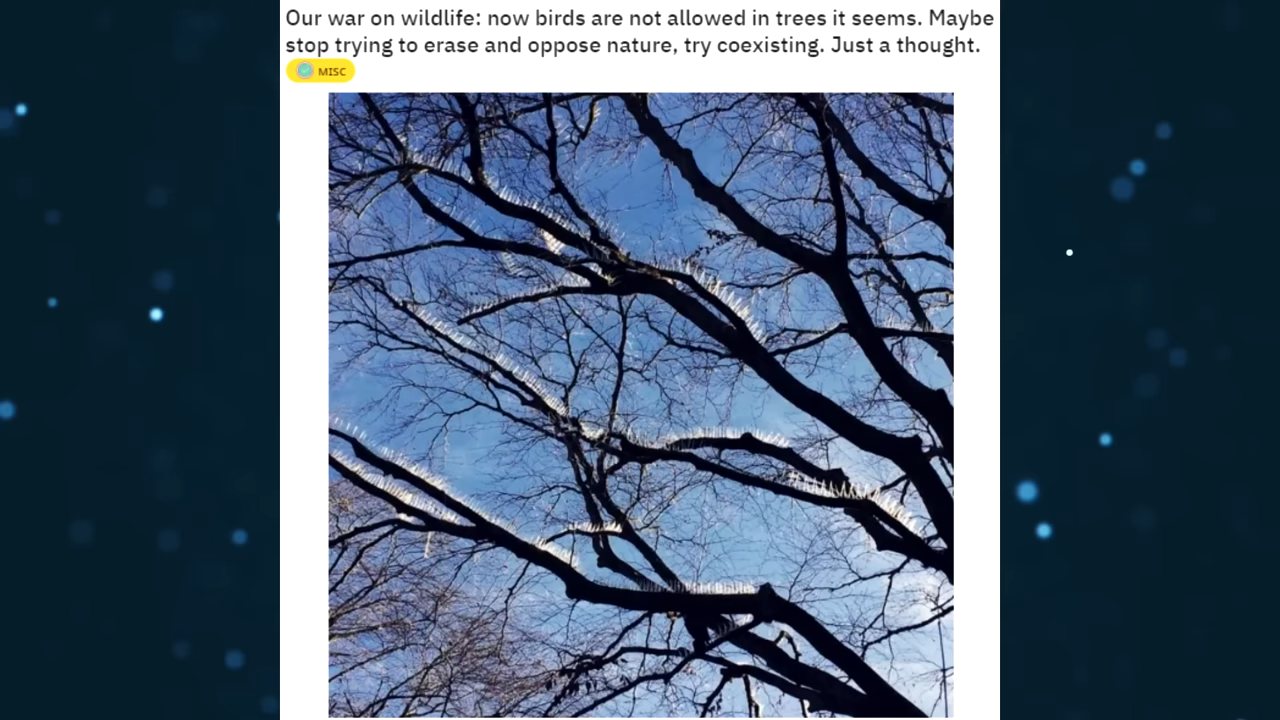 Our war on wildlife: now birds are not allowed in trees it seems. Maybe
stop trying to erase and oppose nature, try coexisting. Just a thought.
MISC